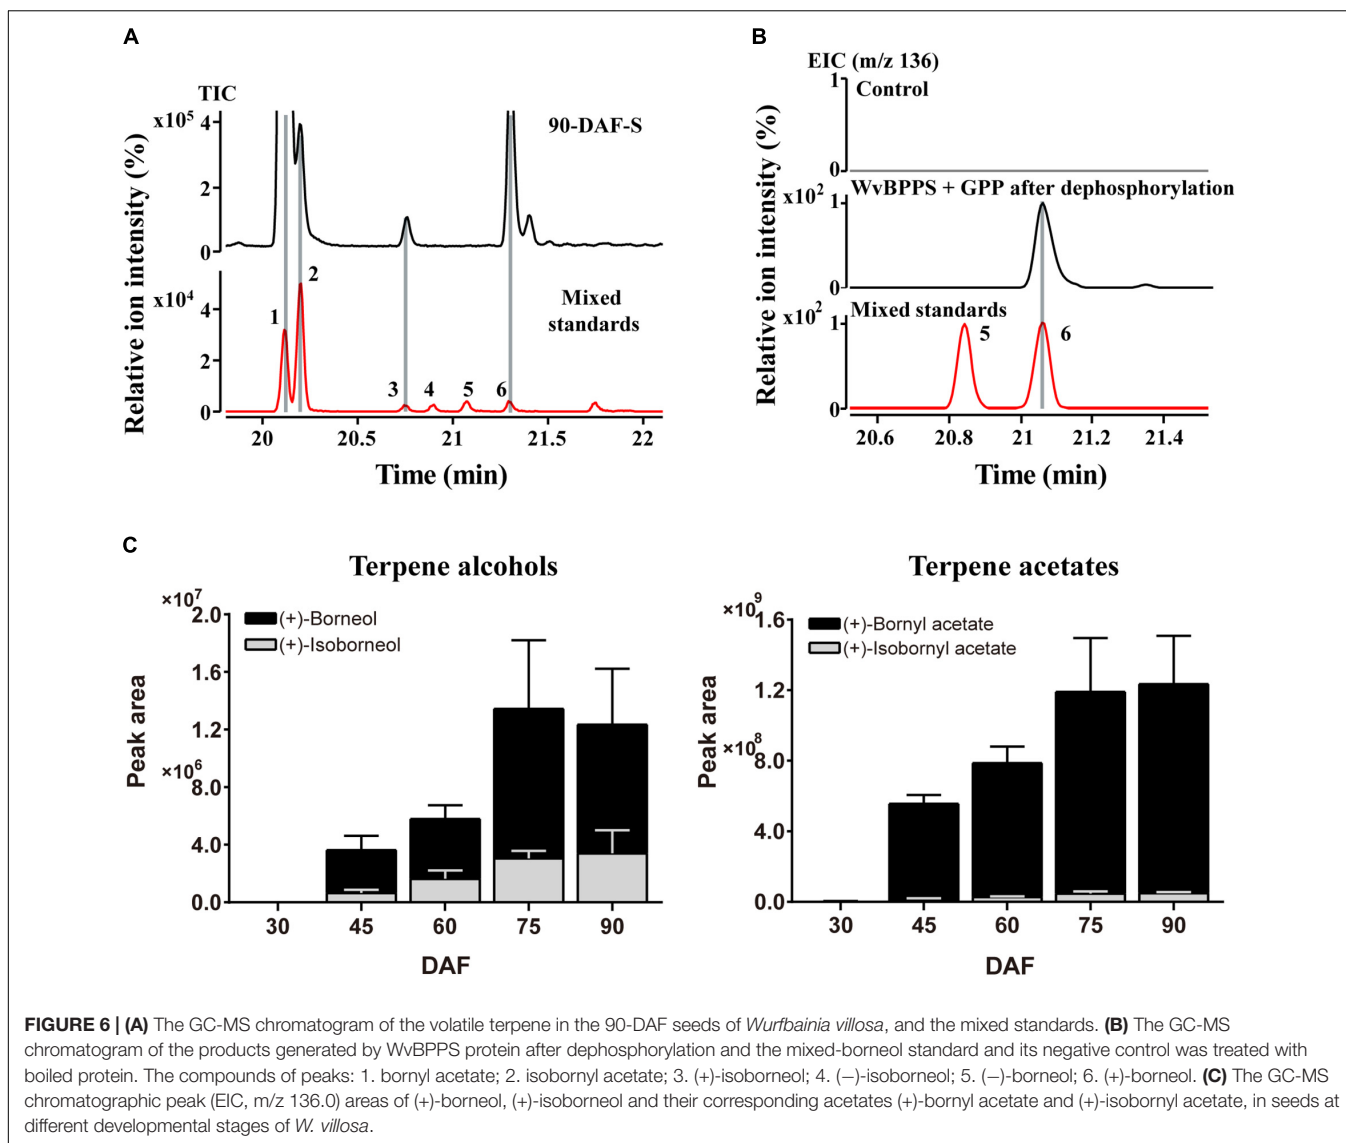 A
TIC
x10⁵
4
2
0
90-DAF-S
x10⁴
4
2
0
Mixed
standards
1
2
3
4
5
6
20
20.5
21
21.5
22
Relative ion intensity (%)
Time (min)
B
EIC (m/z 136)
1
Control
0
x10²
WvBPPS + GPP after dephosphorylation
1
0
Mixed standards
x10²
1
5
6
0
20.6
20.8
21
21.2
21.4
Relative ion intensity (%)
Time (min)
C
Terpene alcohols
×10⁷
2.0
1.6
1.2
×10⁶
8.0
4.0
0.0
(+)-Borneol
(+)-Isoborneol
Peak area
30
45
60
75
90
DAF
Terpene acetates
×10⁹
1.6
1.2
×10⁸
8.0
4.0
0.0
(+)-Bornyl acetate
(+)-Isobornyl acetate
Peak area
30
45
60
75
90
DAF
FIGURE 6 | (A) The GC-MS chromatogram of the volatile terpene in the 90-DAF seeds of Wurfbainia villosa, and the mixed standards. (B) The GC-MS
chromatogram of the products generated by WvBPPS protein after dephosphorylation and the mixed-borneol standard and its negative control was treated with
boiled protein. The compounds of peaks: 1. bornyl acetate; 2. isobornyl acetate; 3. (+)-isoborneol; 4. (−)-isoborneol; 5. (−)-borneol; 6. (+)-borneol. (C) The GC-MS
chromatographic peak (EIC, m/z 136.0) areas of (+)-borneol, (+)-isoborneol and their corresponding acetates (+)-bornyl acetate and (+)-isobornyl acetate, in seeds at
different developmental stages of W. villosa.